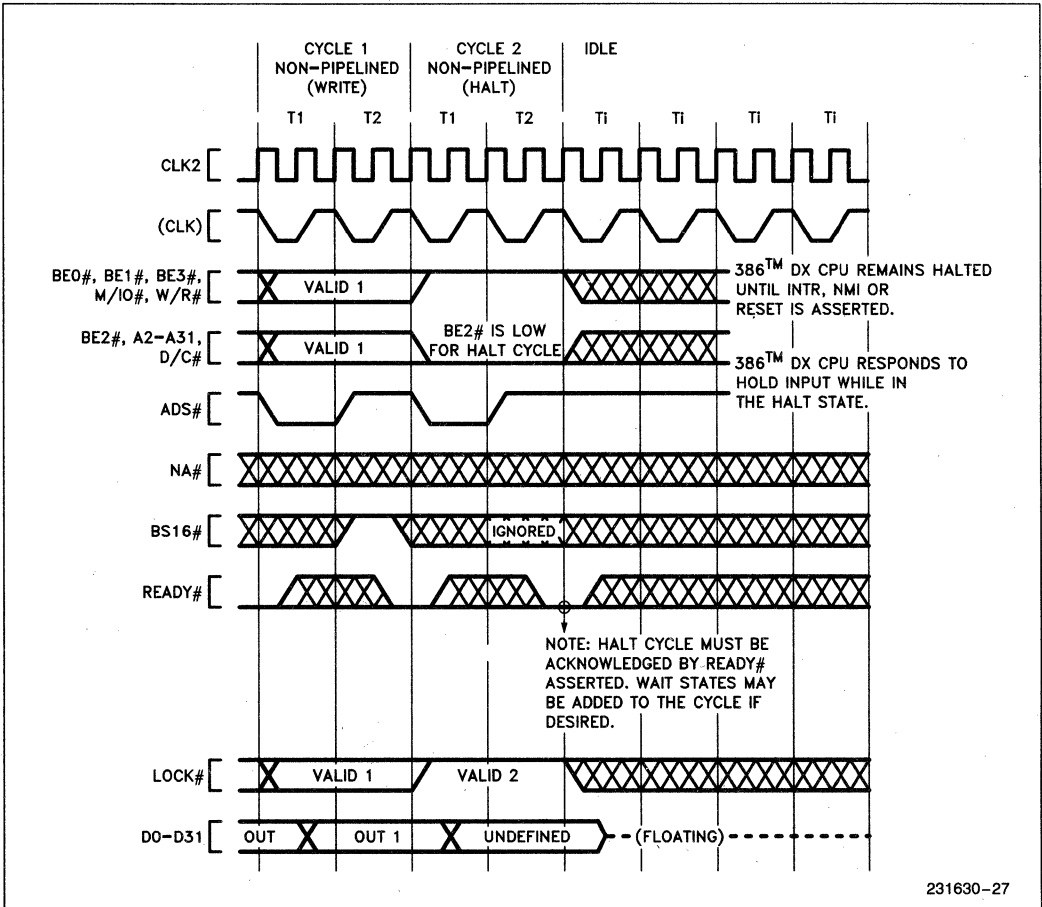 CYCLE 1
NON-PIPELINED
(WRITE)
CYCLE 2
NON-PIPELINED
(HALT)
IDLE
T1 T2 T1 T2 Ti Ti Ti Ti
CLK2
(CLK)
BE0#, BE1#, BE3#,
M/IO#, W/R#
VALID 1
386TM DX CPU REMAINS HALTED
UNTIL INTR, NMI OR
RESET IS ASSERTED.
BE2#, A2-A31,
D/C#
VALID 1
BE2# IS LOW
FOR HALT CYCLE
386TM DX CPU RESPONDS TO
HOLD INPUT WHILE IN
THE HALT STATE.
ADS#
NA#
BS16#
IGNORED
READY#
NOTE: HALT CYCLE MUST BE
ACKNOWLEDGED BY READY#
ASSERTED. WAIT STATES MAY
BE ADDED TO THE CYCLE IF
DESIRED.
LOCK# VALID 1 VALID 2
D0-D31 OUT OUT 1 UNDEFINED (FLOATING)
231630-27